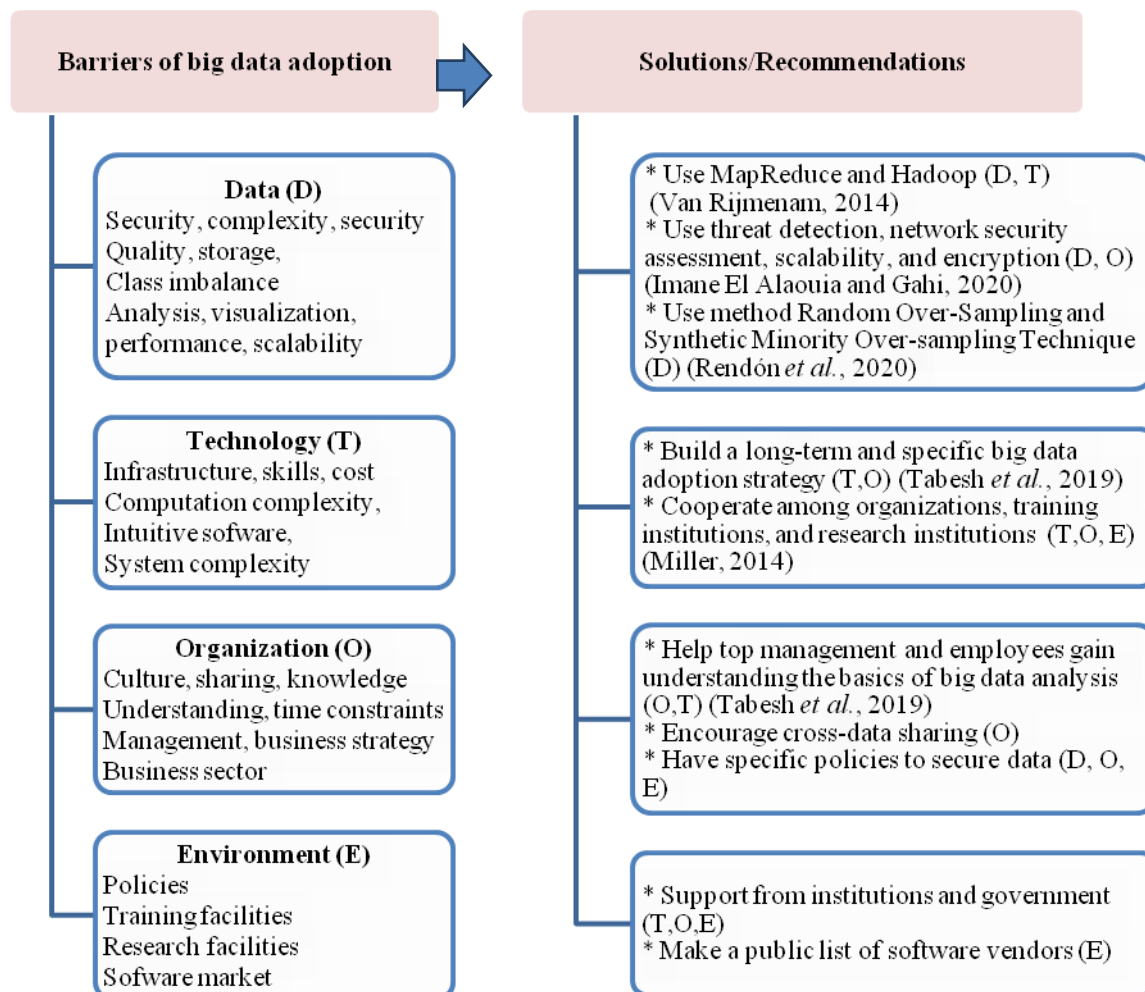 Barriers of big data adoption
Solutions/Recommendations
Data (D)
Security, complexity, security
Quality, storage,
Class imbalance
Analysis, visualization,
performance, scalability
* Use MapReduce and Hadoop (D, T)
(Van Rijmenam, 2014)
* Use threat detection, network security
assessment, scalability, and encryption (D, O)
(Imane El Alaouia and Gahi, 2020)
* Use method Random Over-Sampling and
Synthetic Minority Over-sampling Technique
(D) (Rendón et al., 2020)
Technology (T)
Infrastructure, skills, cost
Computation complexity,
Intuitive sofware,
System complexity
* Build a long-term and specific big data
adoption strategy (T,O) (Tabesh et al., 2019)
* Cooperate among organizations, training
institutions, and research institutions (T,O, E)
(Miller, 2014)
Organization (O)
Culture, sharing, knowledge
Understanding, time constraints
Management, business strategy
Business sector
* Help top management and employees gain
understanding the basics of big data analysis
(O,T) (Tabesh et al., 2019)
* Encourage cross-data sharing (O)
* Have specific policies to secure data (D, O,
E)
Environment (E)
Policies
Training facilities
Research facilities
Sofware market
* Support from institutions and government
(T,O,E)
* Make a public list of software vendors (E)